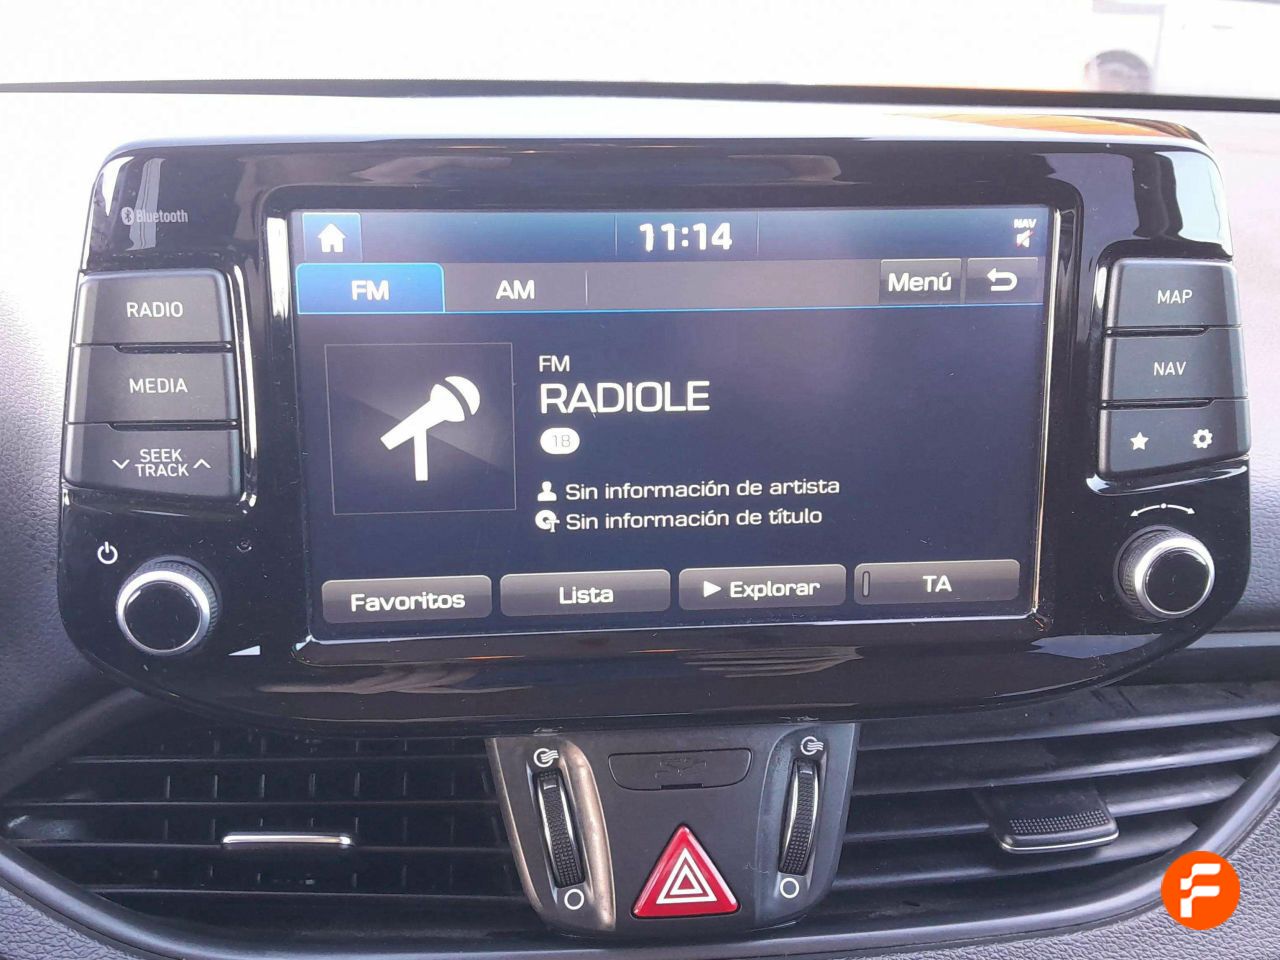 Bluetooth
11:14
NAV
FM
AM
Menú
RADIO
MAP
FM
RADIOLE
MEDIA
NAV
18
SEEK
TRACK
Sin información de artista
Sin información de título
Favoritos
Lista
Explorar
TA